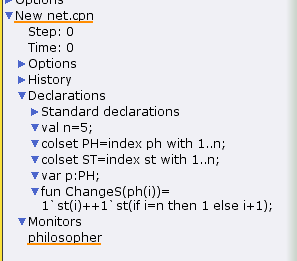 Options
New net.cpn
Step: 0
Time: 0
Options
History
Declarations
Standard declarations
val n=5;
colset PH=index ph with 1..n;
colset ST=index st with 1..n;
var p:PH;
fun ChangeS(ph(i))=
1`st(i)++1`st(if i=n then 1 else i+1);
Monitors
philosopher